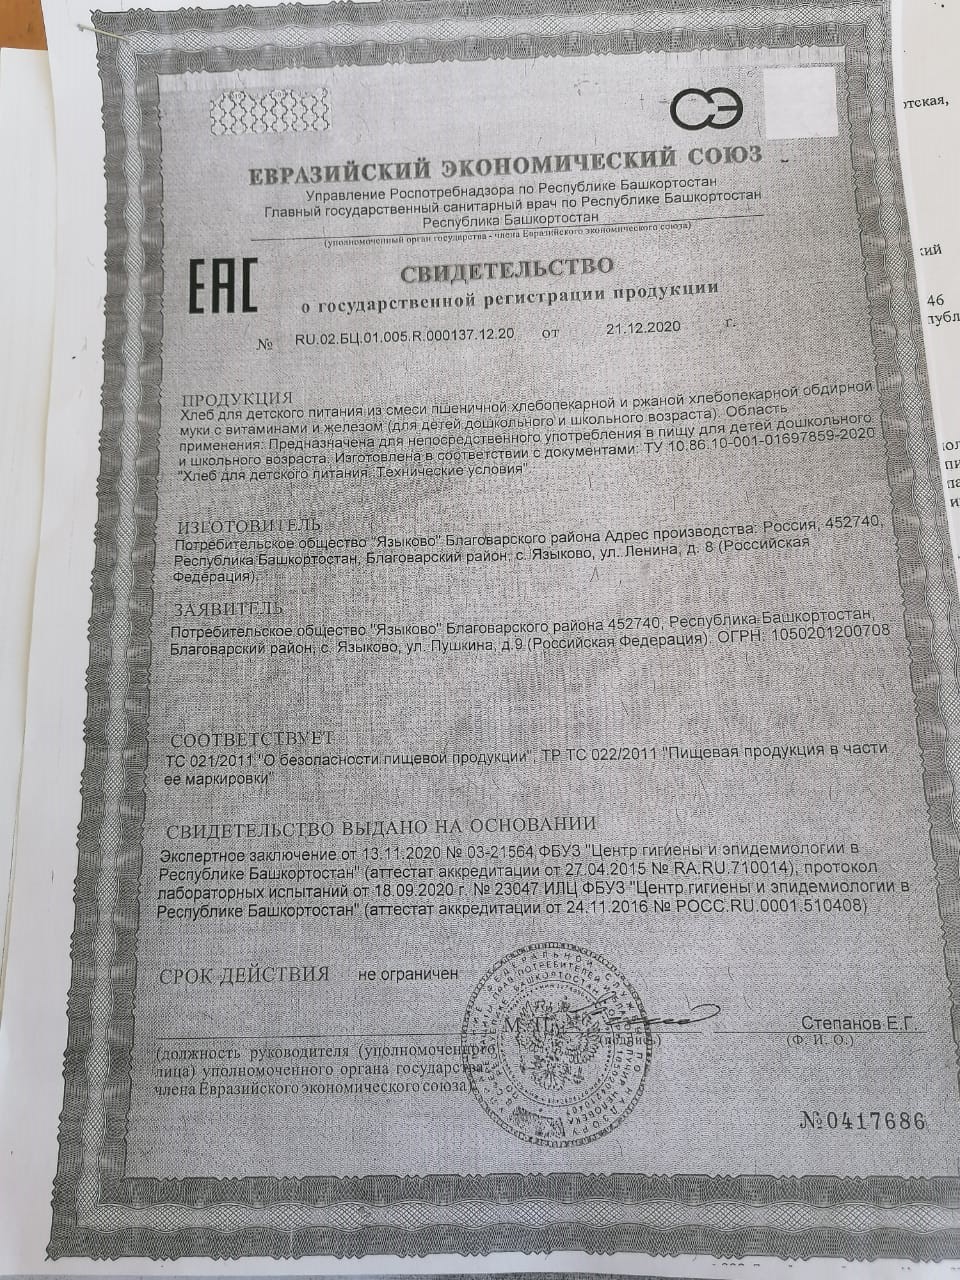 СЭ
ЕВРАЗИЙСКИЙ ЭКОНОМИЧЕСКИЙ СОЮЗ
Управление Роспотребнадзора по Республике Башкортостан
Главный государственный санитарный врач по Республике Башкортостан
Республика Башкортостан
(уполномоченный орган государства - члена Евразийского экономического союза)
ЕАС
СВИДЕТЕЛЬСТВО
о государственной регистрации продукции
№ RU.02.БЦ.01.005.R.000137.12.20 от 21.12.2020 г.
ПРОДУКЦИЯ
Хлеб для детского питания из смеси пшеничной хлебопекарной и ржаной хлебопекарной обдирной
муки с витаминами и железом (для детей дошкольного и школьного возраста). Область
применения: Предназначена для непосредственного употребления в пищу для детей дошкольного
и школьного возраста. Изготовлена в соответствии с документами: ТУ 10.86.10-001-01697859-2020
"Хлеб для детского питания. Технические условия".
ИЗГОТОВИТЕЛЬ
Потребительское общество "Языково" Благоварского района Адрес производства: Россия, 452740,
Республика Башкортостан, Благоварский район, с. Языково, ул. Ленина, д. 8 (Российская
Федерация).
ЗАЯВИТЕЛЬ
Потребительское общество "Языково" Благоварского района 452740, Республика Башкортостан,
Благоварский район, с. Языково, ул. Пушкина, д.9 (Российская Федерация). ОГРН: 1050201200708
СООТВЕТСТВУЕТ
ТС 021/2011 "О безопасности пищевой продукции", ТР ТС 022/2011 "Пищевая продукция в части
ее маркировки"
СВИДЕТЕЛЬСТВО ВЫДАНО НА ОСНОВАНИИ
Экспертное заключение от 13.11.2020 № 03-21564 ФБУЗ "Центр гигиены и эпидемиологии в
Республике Башкортостан" (аттестат аккредитации от 27.04.2015 № RA.RU.710014), протокол
лабораторных испытаний от 18.09.2020 г. № 23047 ИЛЦ ФБУЗ "Центр гигиены и эпидемиологии в
Республике Башкортостан" (аттестат аккредитации от 24.11.2016 № РОСС.RU.0001.510408)
СРОК ДЕЙСТВИЯ не ограничен
М. П.
Степанов Е.Г.
(подпись) (Ф. И. О.)
(должность руководителя (уполномоченного
лица) уполномоченного органа государства-
члена Евразийского экономического союза)
№0417686
46